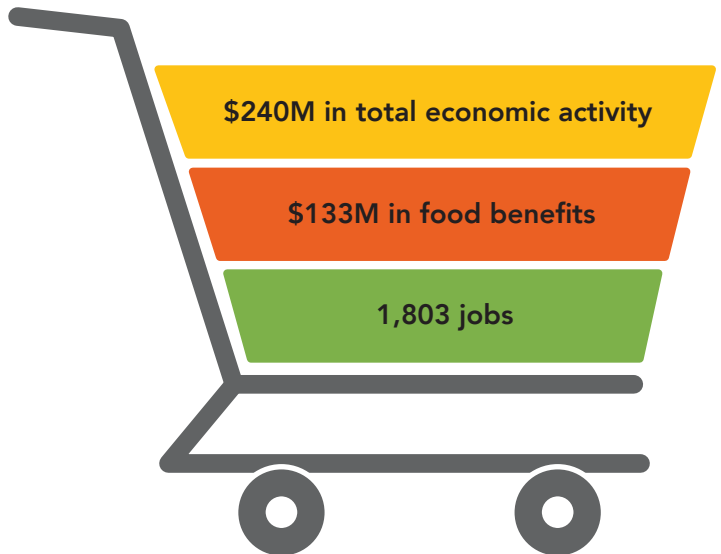 $240M in total economic activity
$133M in food benefits
1,803 jobs